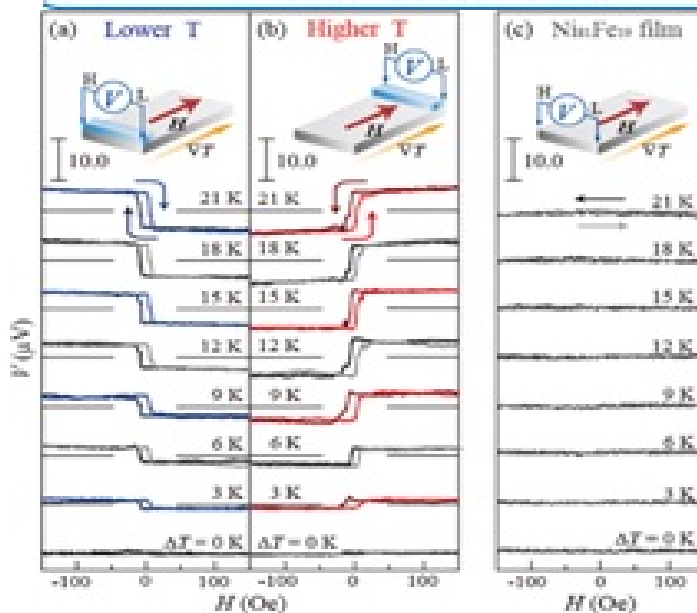 (a) Lower T
(b) Higher T
(c) Ni₈₁Fe₁₉ film
H V L
H V L
H V L
H ∇T
H ∇T
H ∇T
10.0
10.0
10.0
21 K 21 K 21 K
18 K 18 K 18 K
15 K 15 K 15 K
12 K 12 K 12 K
9 K 9 K 9 K
6 K 6 K 6 K
3 K 3 K 3 K
ΔT = 0 K ΔT = 0 K ΔT = 0 K
V (μV)
-100 0 100 -100 0 100 -100 0 100
H (Oe) H (Oe) H (Oe)